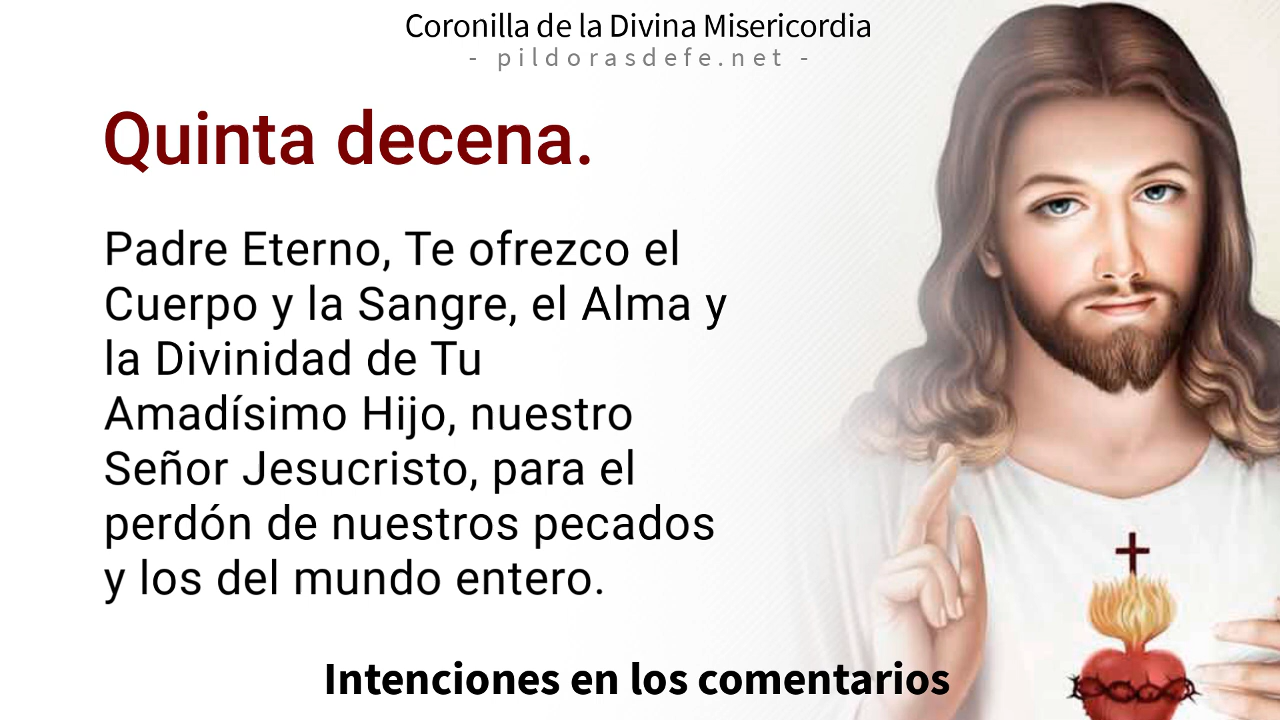 Coronilla de la Divina Misericordia
- pildorasdefe.net -
Quinta decena.
Padre Eterno, Te ofrezco el
Cuerpo y la Sangre, el Alma y
la Divinidad de Tu
Amadísimo Hijo, nuestro
Señor Jesucristo, para el
perdón de nuestros pecados
y los del mundo entero.
Intenciones en los comentarios